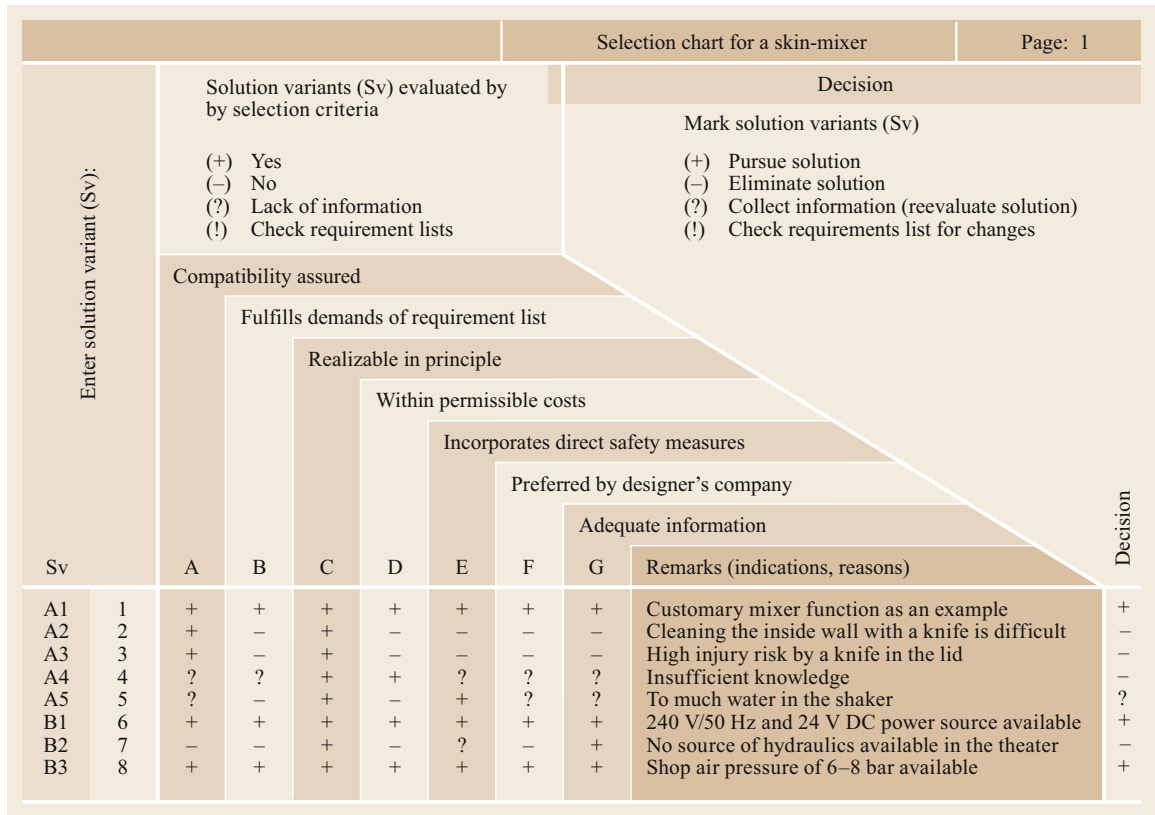 Selection chart for a skin-mixer Page: 1
Enter solution variant (Sv):
Solution variants (Sv) evaluated by
by selection criteria
(+) Yes
(–) No
(?) Lack of information
(!) Check requirement lists
Decision
Mark solution variants (Sv)
(+) Pursue solution
(–) Eliminate solution
(?) Collect information (reevaluate solution)
(!) Check requirements list for changes
Compatibility assured
Fulfills demands of requirement list
Realizable in principle
Within permissible costs
Incorporates direct safety measures
Preferred by designer's company
Adequate information
Decision
Sv A B C D E F G Remarks (indications, reasons)
A1 1 + + + + + + + Customary mixer function as an example +
A2 2 + – + – – – – Cleaning the inside wall with a knife is difficult –
A3 3 + – + – – – – High injury risk by a knife in the lid –
A4 4 ? ? + + ? ? ? Insufficient knowledge –
A5 5 ? – + – + ? ? To much water in the shaker ?
B1 6 + + + + + + + 240 V/50 Hz and 24 V DC power source available +
B2 7 – – + – ? – + No source of hydraulics available in the theater –
B3 8 + + + + + + + Shop air pressure of 6–8 bar available +